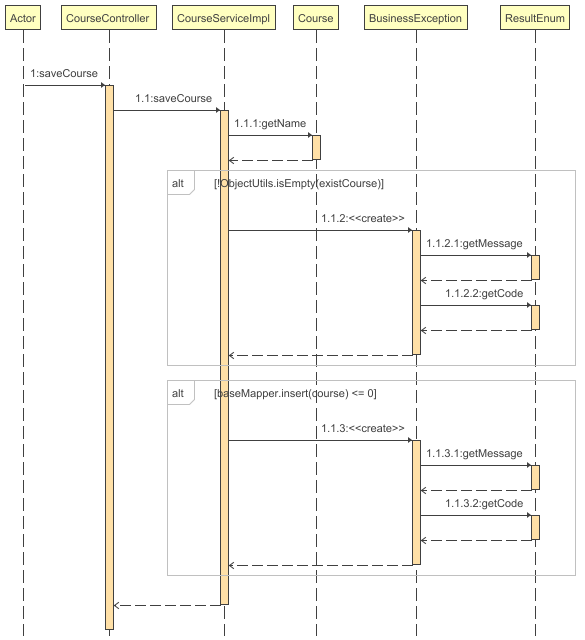 Actor
CourseController
CourseServiceImpl
Course
BusinessException
ResultEnum
1:saveCourse
1.1:saveCourse
1.1.1:getName
alt
[!ObjectUtils.isEmpty(existCourse)]
1.1.2:<<create>>
1.1.2.1:getMessage
1.1.2.2:getCode
alt
[baseMapper.insert(course) <= 0]
1.1.3:<<create>>
1.1.3.1:getMessage
1.1.3.2:getCode